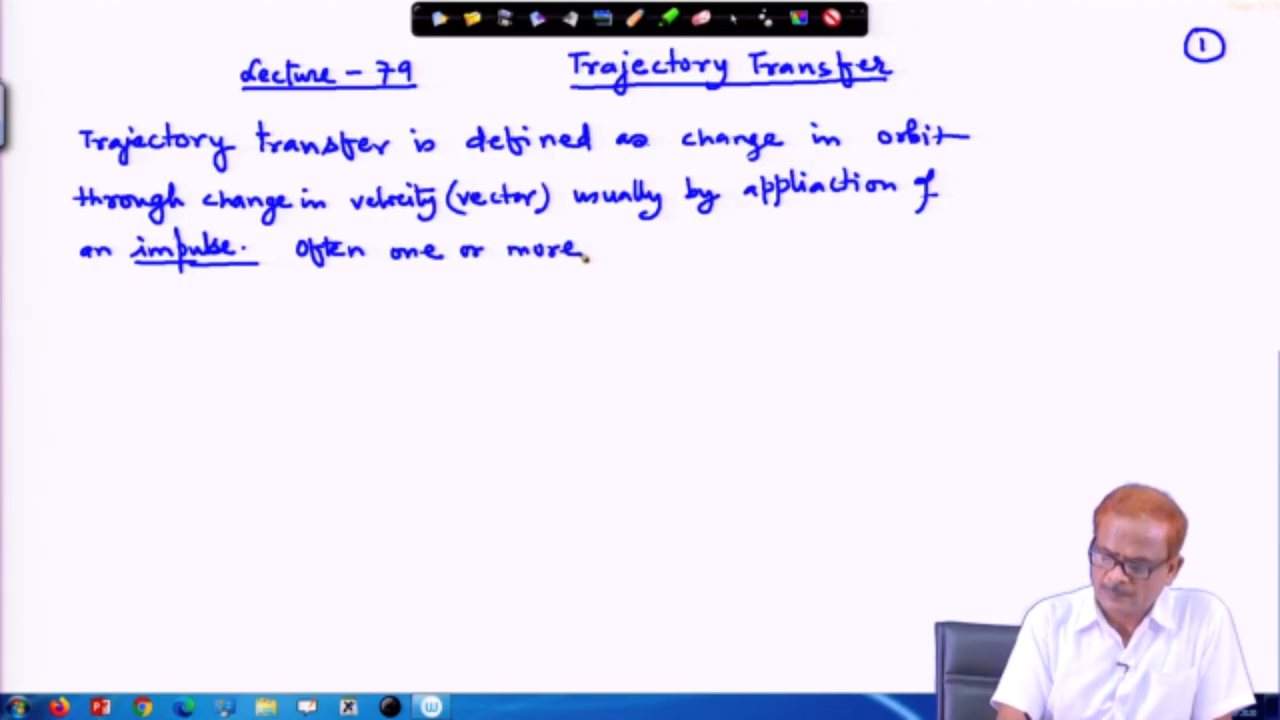 Lecture - 79
Trajectory Transfer
1
Trajectory transfer is defined as change in orbit
through change in velocity (vector) usually by appliaction of
an impulse. Often one or more